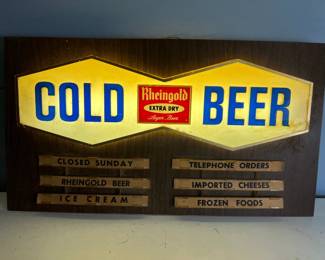 COLD BEER
Rheingold
EXTRA DRY
Lager Beer
CLOSED SUNDAY
RHEINGOLD BEER
ICE CREAM
TELEPHONE ORDERS
IMPORTED CHEESES
FROZEN FOODS